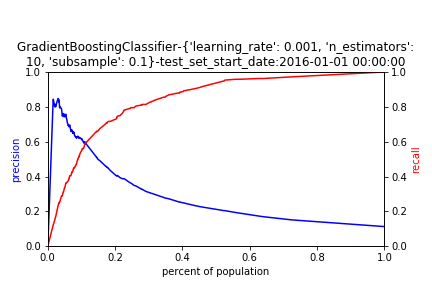 GradientBoostingClassifier-{'learning_rate': 0.001, 'n_estimators':
10, 'subsample': 0.1}-test_set_start_date:2016-01-01 00:00:00
1.0 1.0
0.8 0.8
0.6 0.6
precision recall
0.4 0.4
0.2 0.2
0.0 0.0
0.0 0.2 0.4 0.6 0.8 1.0
percent of population